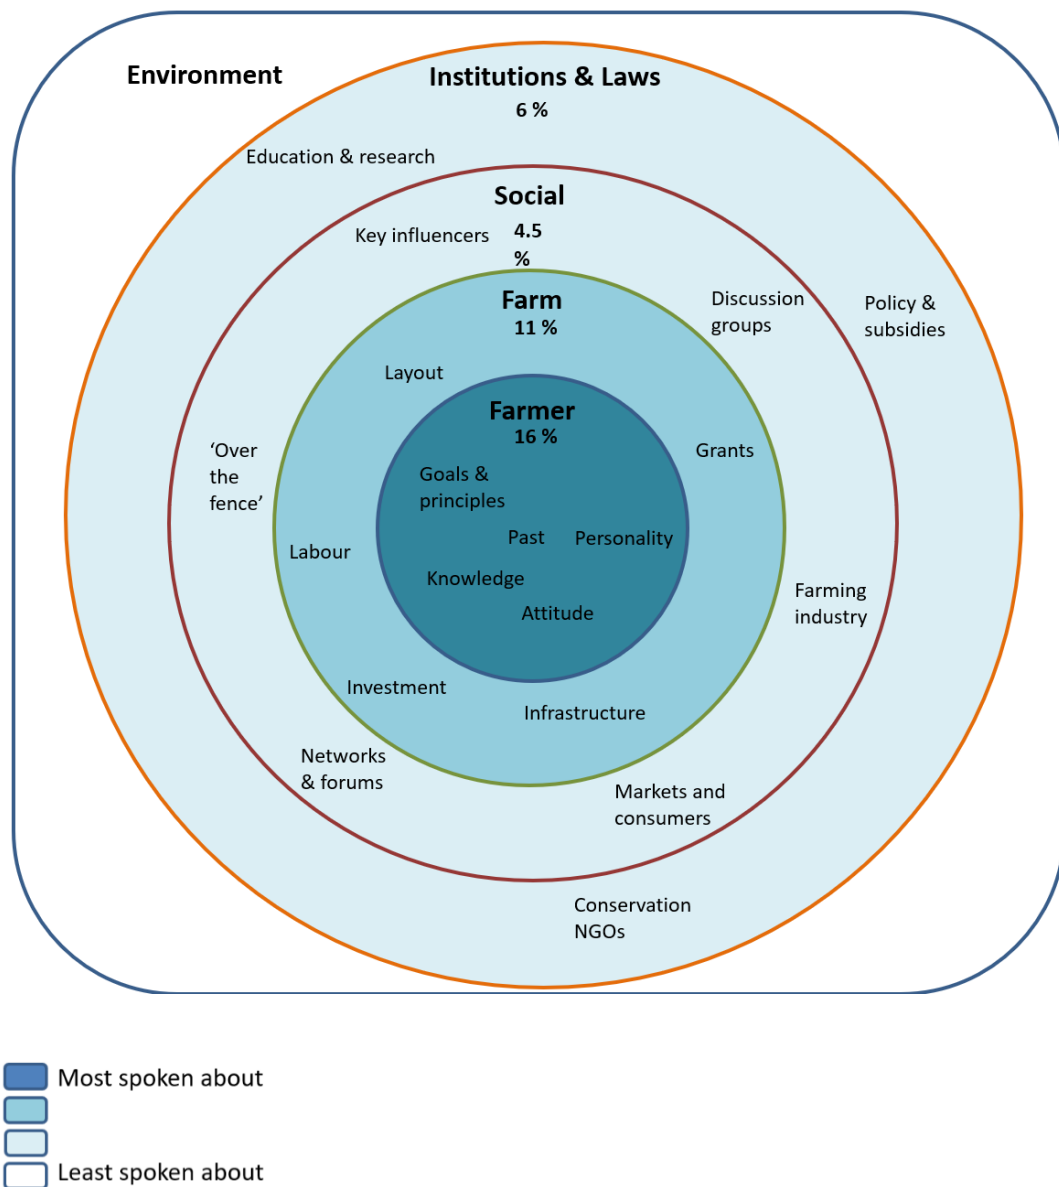 Environment
Institutions & Laws
6 %
Education & research
Social
Key influencers
4.5
%
Farm
11 %
Discussion
groups
Policy &
subsidies
Layout
Farmer
16 %
‘Over
the
fence’
Grants
Goals &
principles
Past
Personality
Labour
Knowledge
Attitude
Farming
industry
Investment
Infrastructure
Networks
& forums
Markets and
consumers
Conservation
NGOs
Most spoken about
Least spoken about